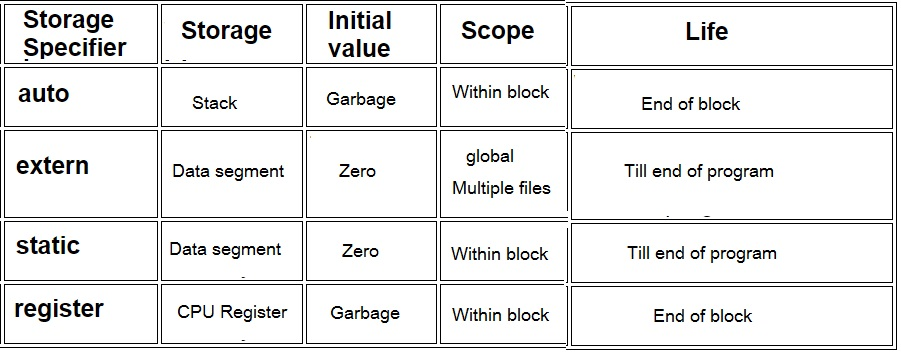 Storage Specifier Storage Initial value Scope Life
auto Stack Garbage Within block End of block
extern Data segment Zero global Multiple files Till end of program
static Data segment Zero Within block Till end of program
register CPU Register Garbage Within block End of block